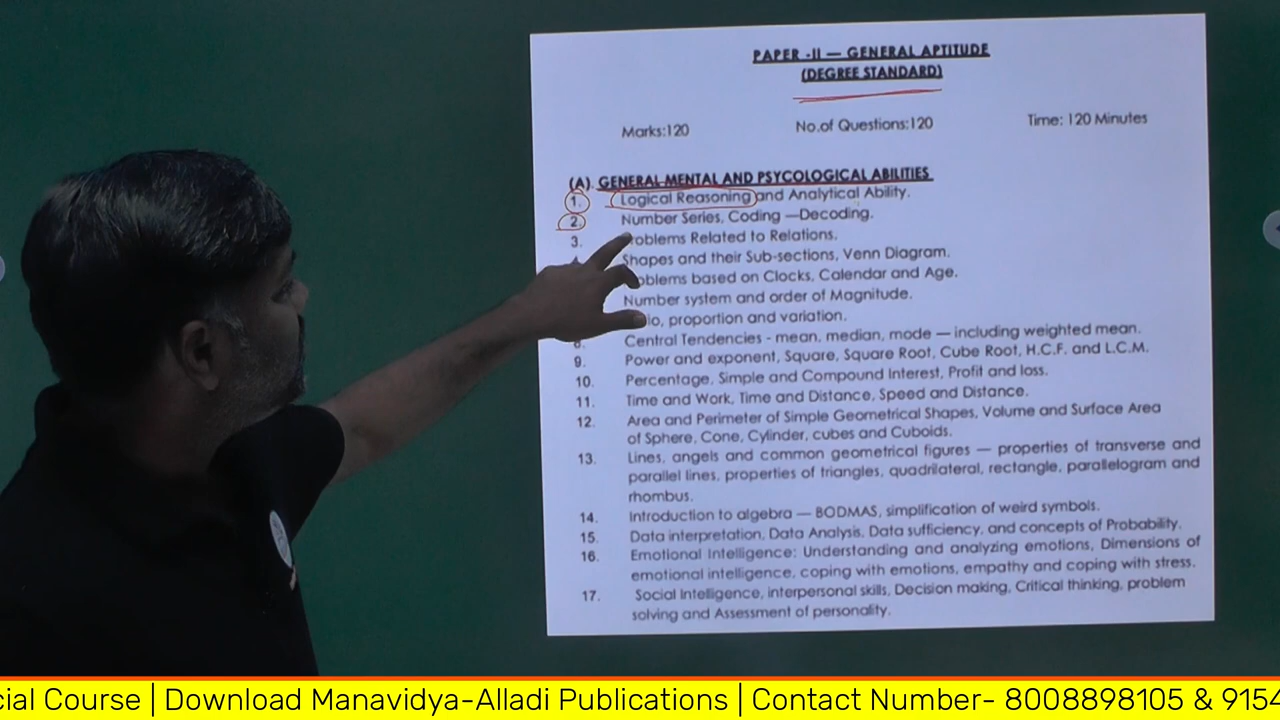 PAPER -II — GENERAL APTITUDE
(DEGREE STANDARD)
Marks:120 No.of Questions:120 Time: 120 Minutes
(A). GENERAL MENTAL AND PSYCOLOGICAL ABILITIES
1. Logical Reasoning and Analytical Ability.
2. Number Series, Coding —Decoding.
3. roblems Related to Relations.
Shapes and their Sub-sections, Venn Diagram.
oblems based on Clocks, Calendar and Age.
Number system and order of Magnitude.
io, proportion and variation.
8. Central Tendencies - mean, median, mode — including weighted mean.
9. Power and exponent, Square, Square Root, Cube Root, H.C.F. and L.C.M.
10. Percentage, Simple and Compound Interest, Profit and loss.
11. Time and Work, Time and Distance, Speed and Distance.
12. Area and Perimeter of Simple Geometrical Shapes, Volume and Surface Area
of Sphere, Cone, Cylinder, cubes and Cuboids.
13. Lines, angels and common geometrical figures — properties of transverse and
parallel lines, properties of triangles, quadrilateral, rectangle, parallelogram and
rhombus.
14. Introduction to algebra — BODMAS, simplification of weird symbols.
15. Data interpretation, Data Analysis, Data sufficiency, and concepts of Probability.
16. Emotional Intelligence: Understanding and analyzing emotions, Dimensions of
emotional intelligence, coping with emotions, empathy and coping with stress.
17. Social Intelligence, interpersonal skills, Decision making, Critical thinking, problem
solving and Assessment of personality.
cial Course | Download Manavidya-Alladi Publications | Contact Number- 8008898105 & 9154